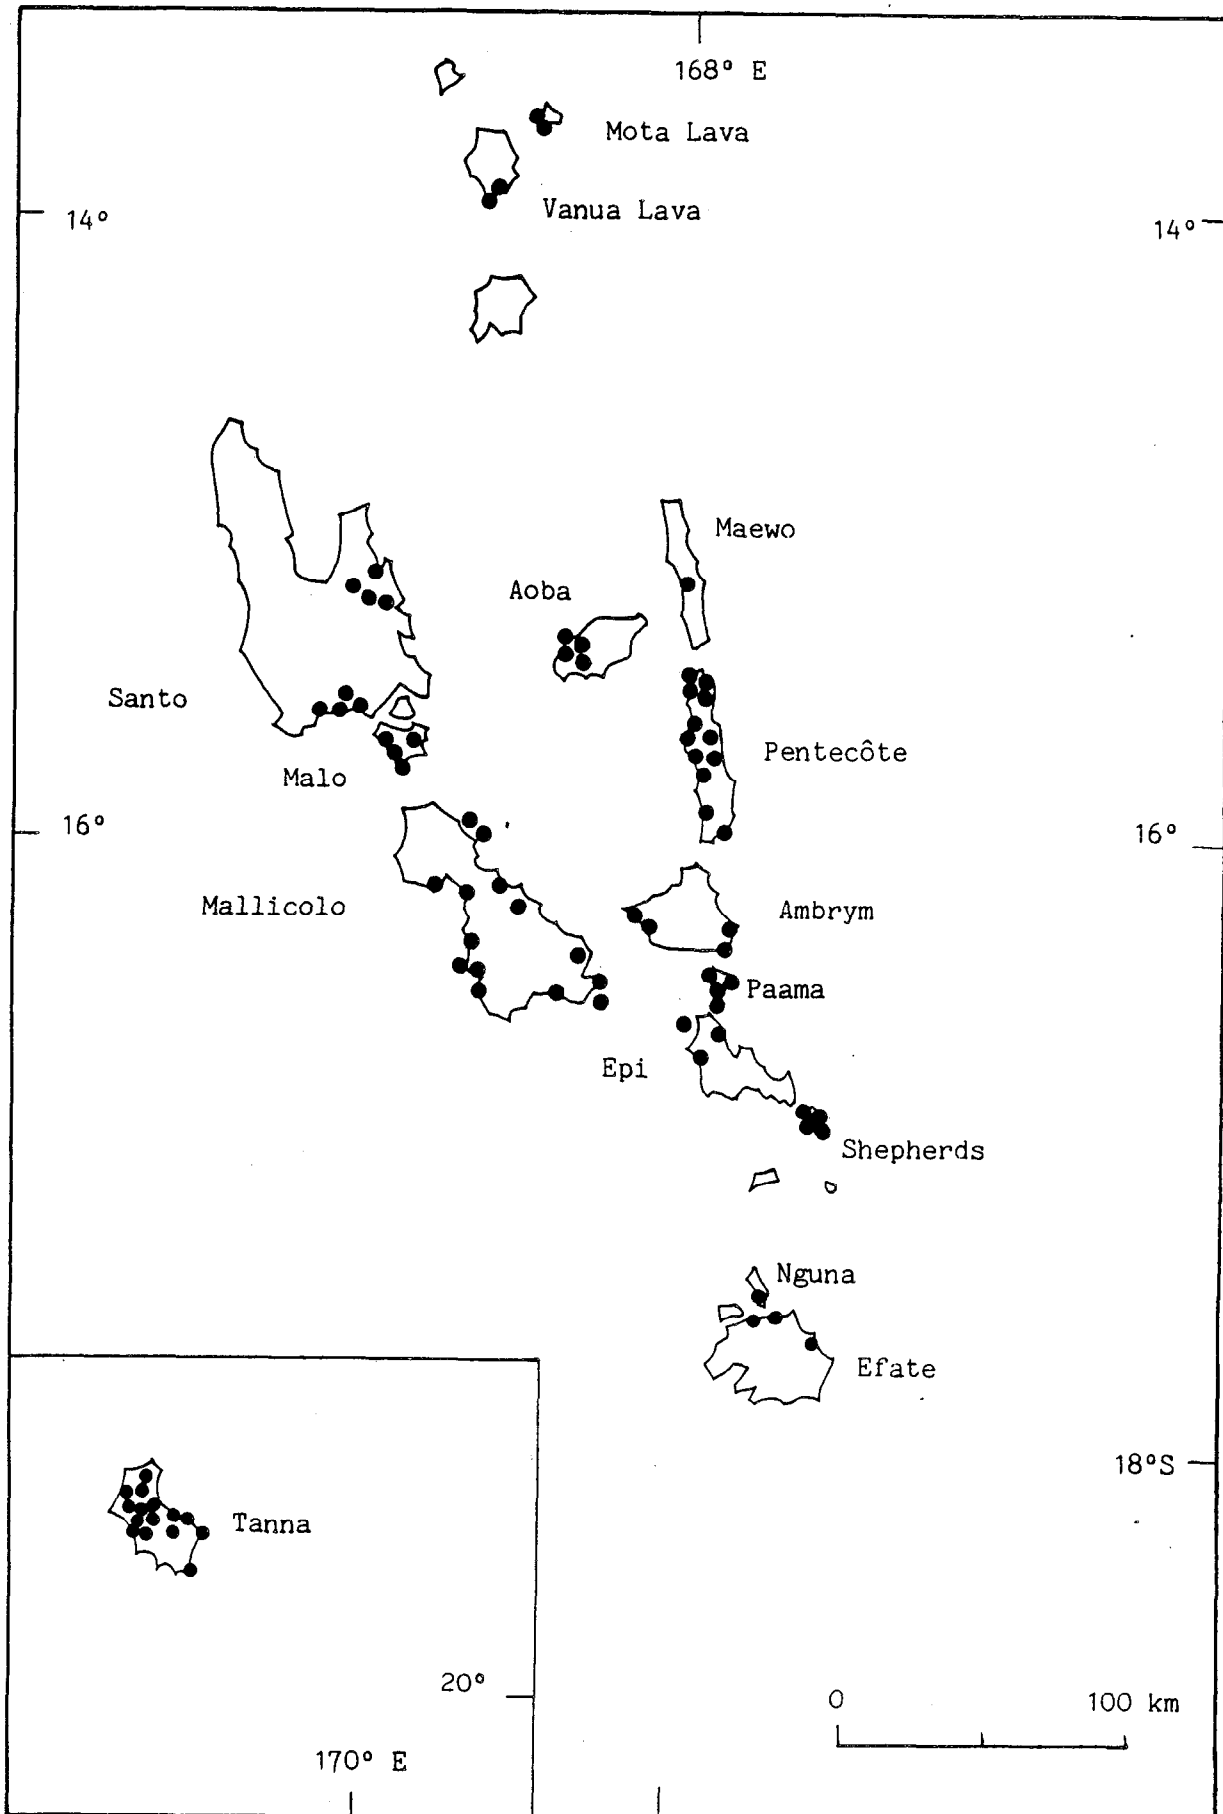 168° E
Mota Lava
Vanua Lava
14°
14°
Maewo
Aoba
Santo
Pentecôte
Malo
16°
16°
Mallicolo
Ambrym
Paama
Epi
Shepherds
Nguna
Efate
18°S
Tanna
20°
0 100 km
170° E